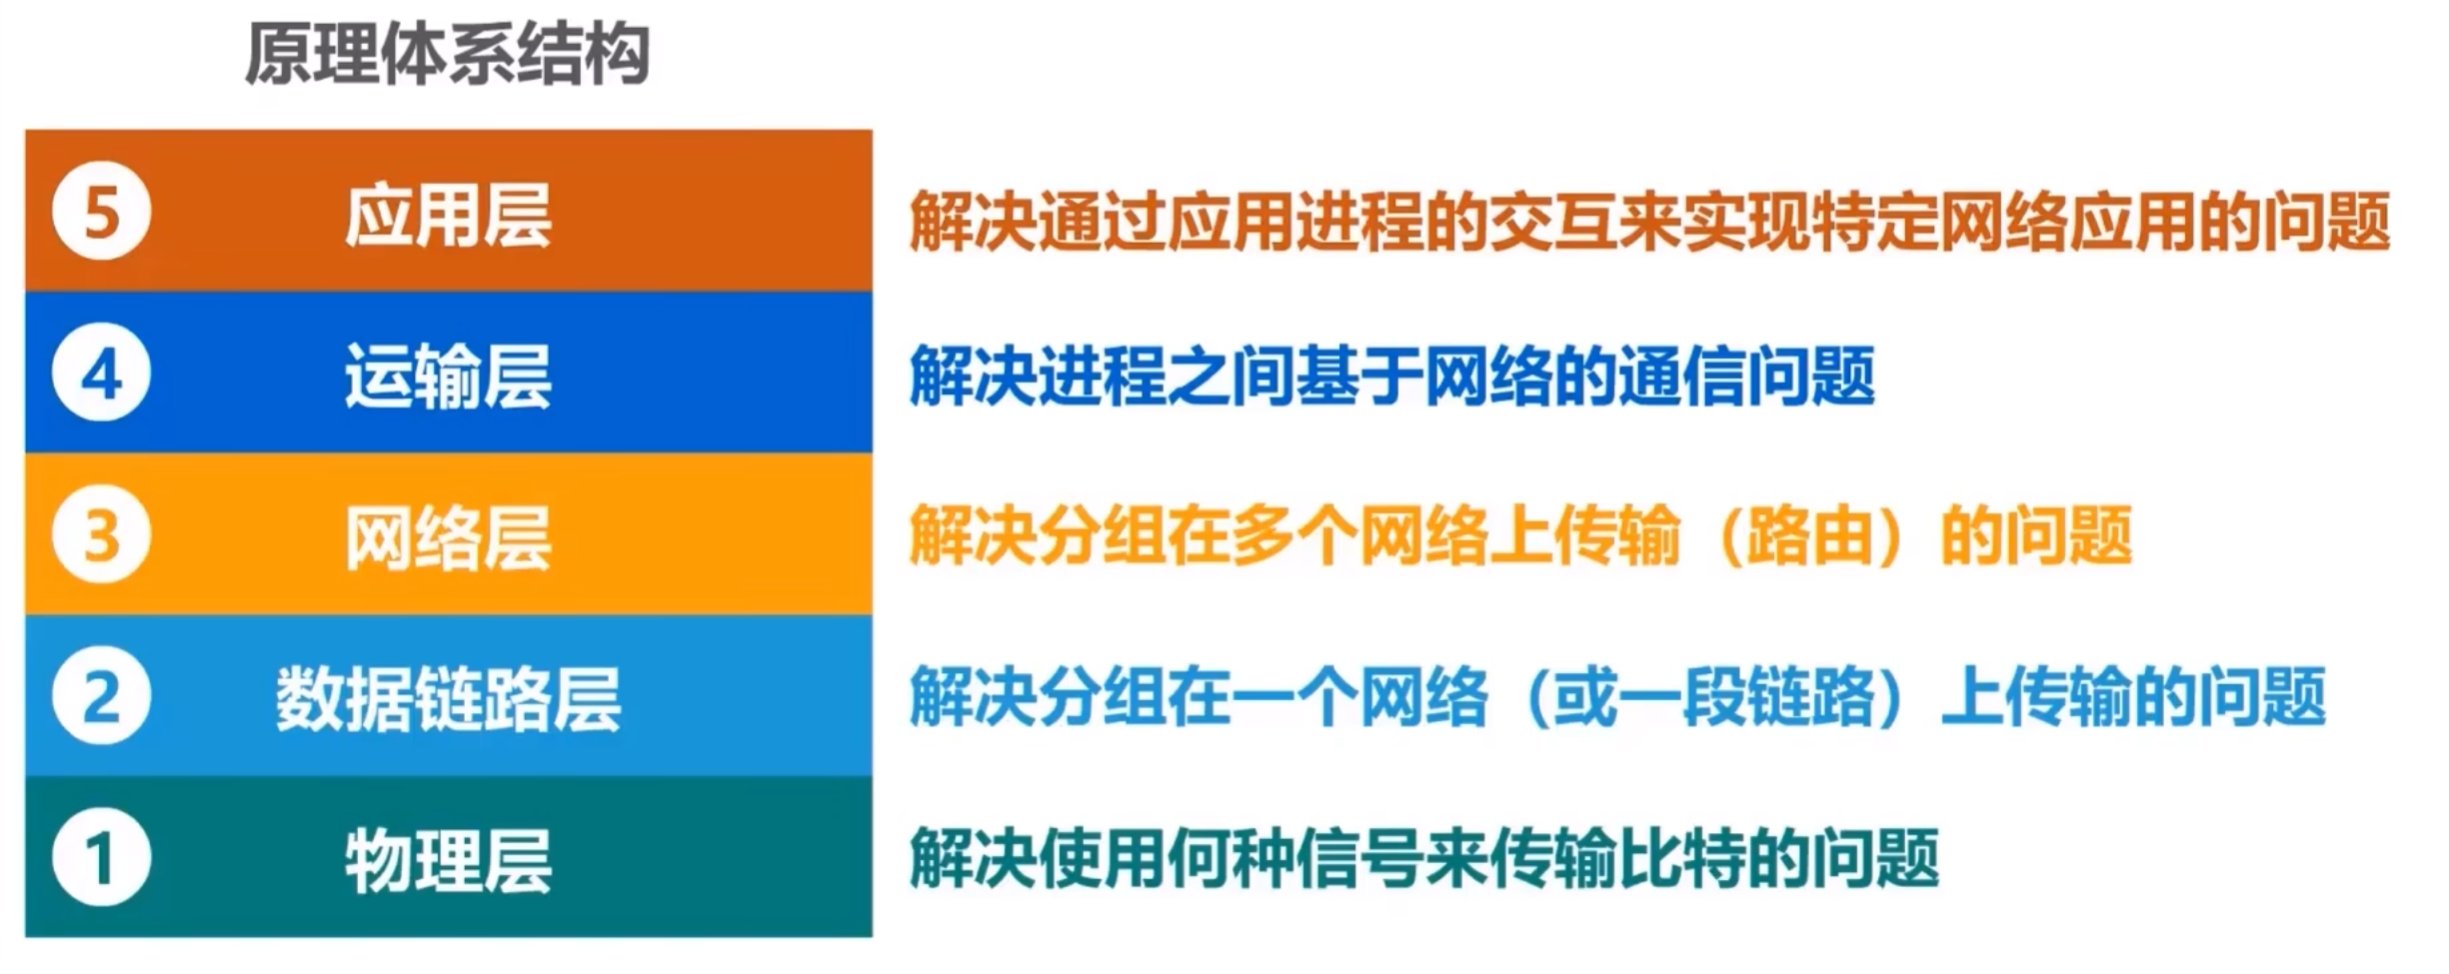 原理体系结构
5 应用层 解决通过应用进程的交互来实现特定网络应用的问题
4 运输层 解决进程之间基于网络的通信问题
3 网络层 解决分组在多个网络上传输（路由）的问题
2 数据链路层 解决分组在一个网络（或一段链路）上传输的问题
1 物理层 解决使用何种信号来传输比特的问题